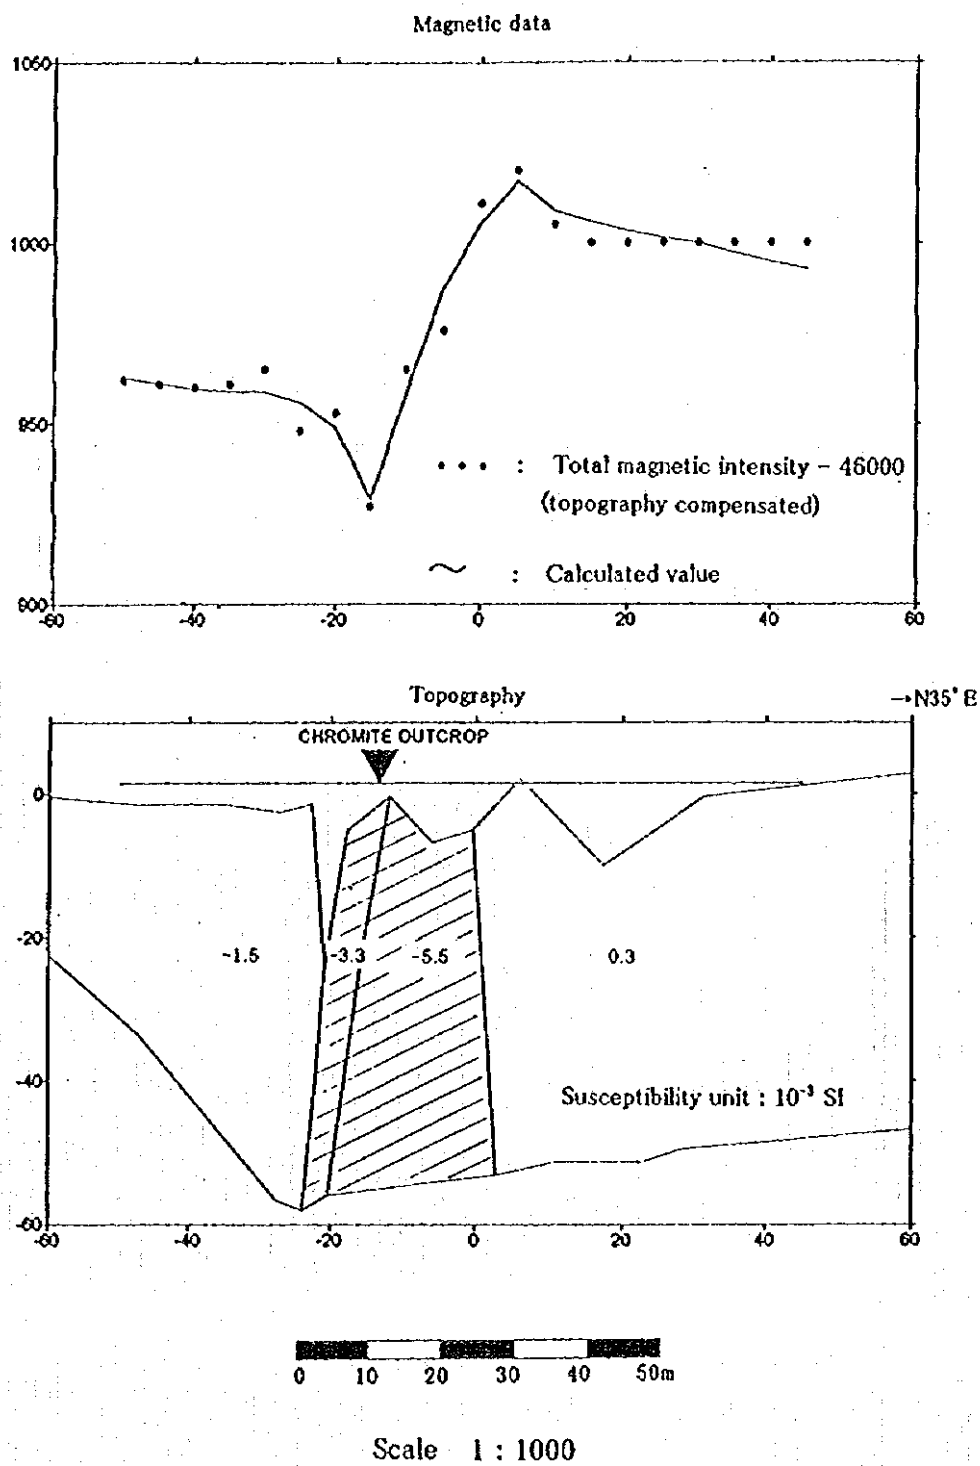 Magnetic data
1050
1000
950
900
-60
-40
-20
0
20
40
60
• • • : Total magnetic intensity - 46000
(topography compensated)
~ : Calculated value
Topography
→N35° E
CHROMITE OUTCROP
0
-20
-40
-60
-1.5
-3.3
-5.5
0.3
Susceptibility unit : 10⁻³ SI
-60
-40
-20
0
20
40
60
0 10 20 30 40 50m
Scale 1 : 1000